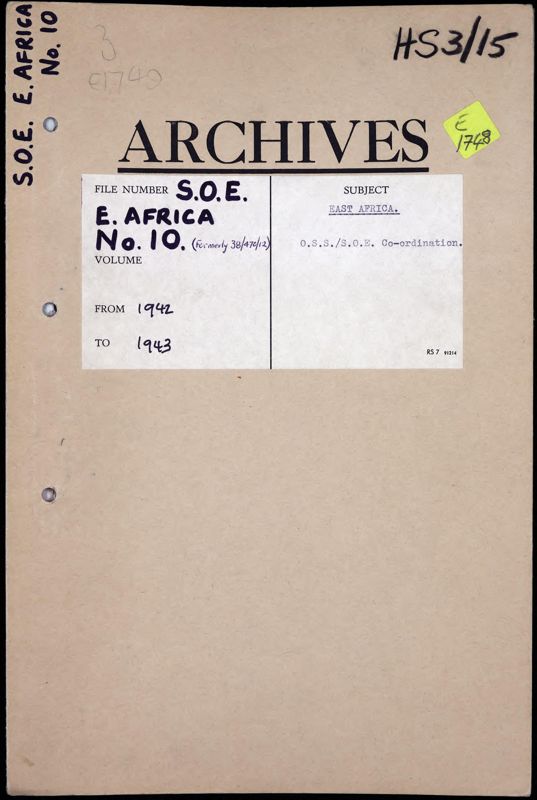 S.O.E. E. AFRICA
No. 10
3
E1749
HS3/15
E
1748
ARCHIVES
FILE NUMBER S.O.E.
E. AFRICA
No. 10. (Formerly 38/470/12)
VOLUME
FROM 1942
TO 1943
SUBJECT
EAST AFRICA.
O.S.S./S.O.E. Co-ordination.
RS 7 91214